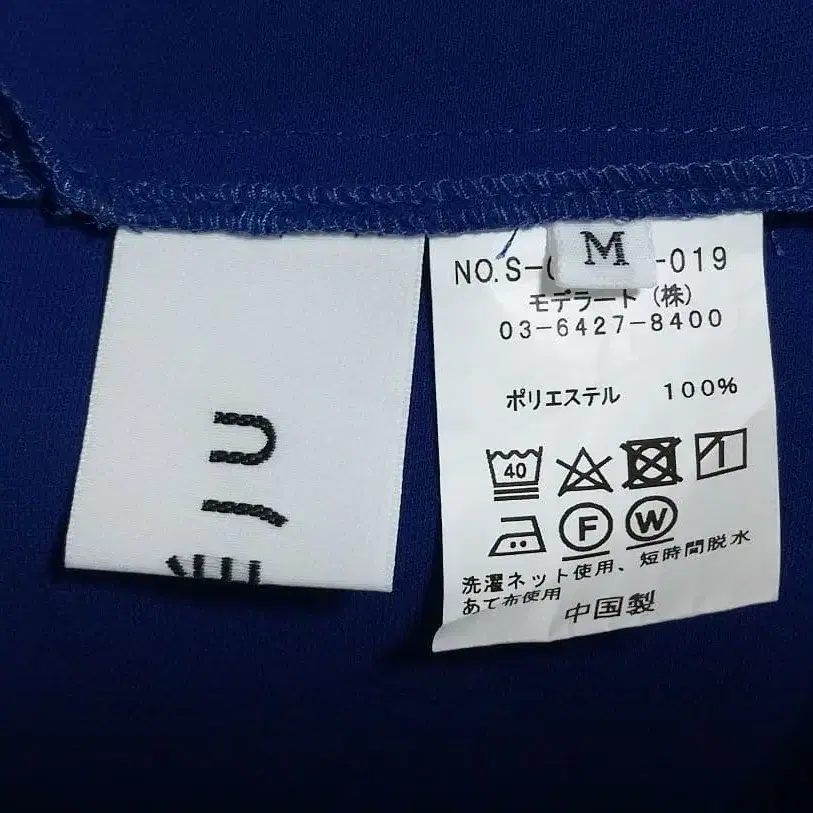 M
NO.S- -019
モデラート(株)
03-6427-8400
ポリエステル 100%
40
F W
洗濯ネット使用、短時間脱水
あて布使用
中国製